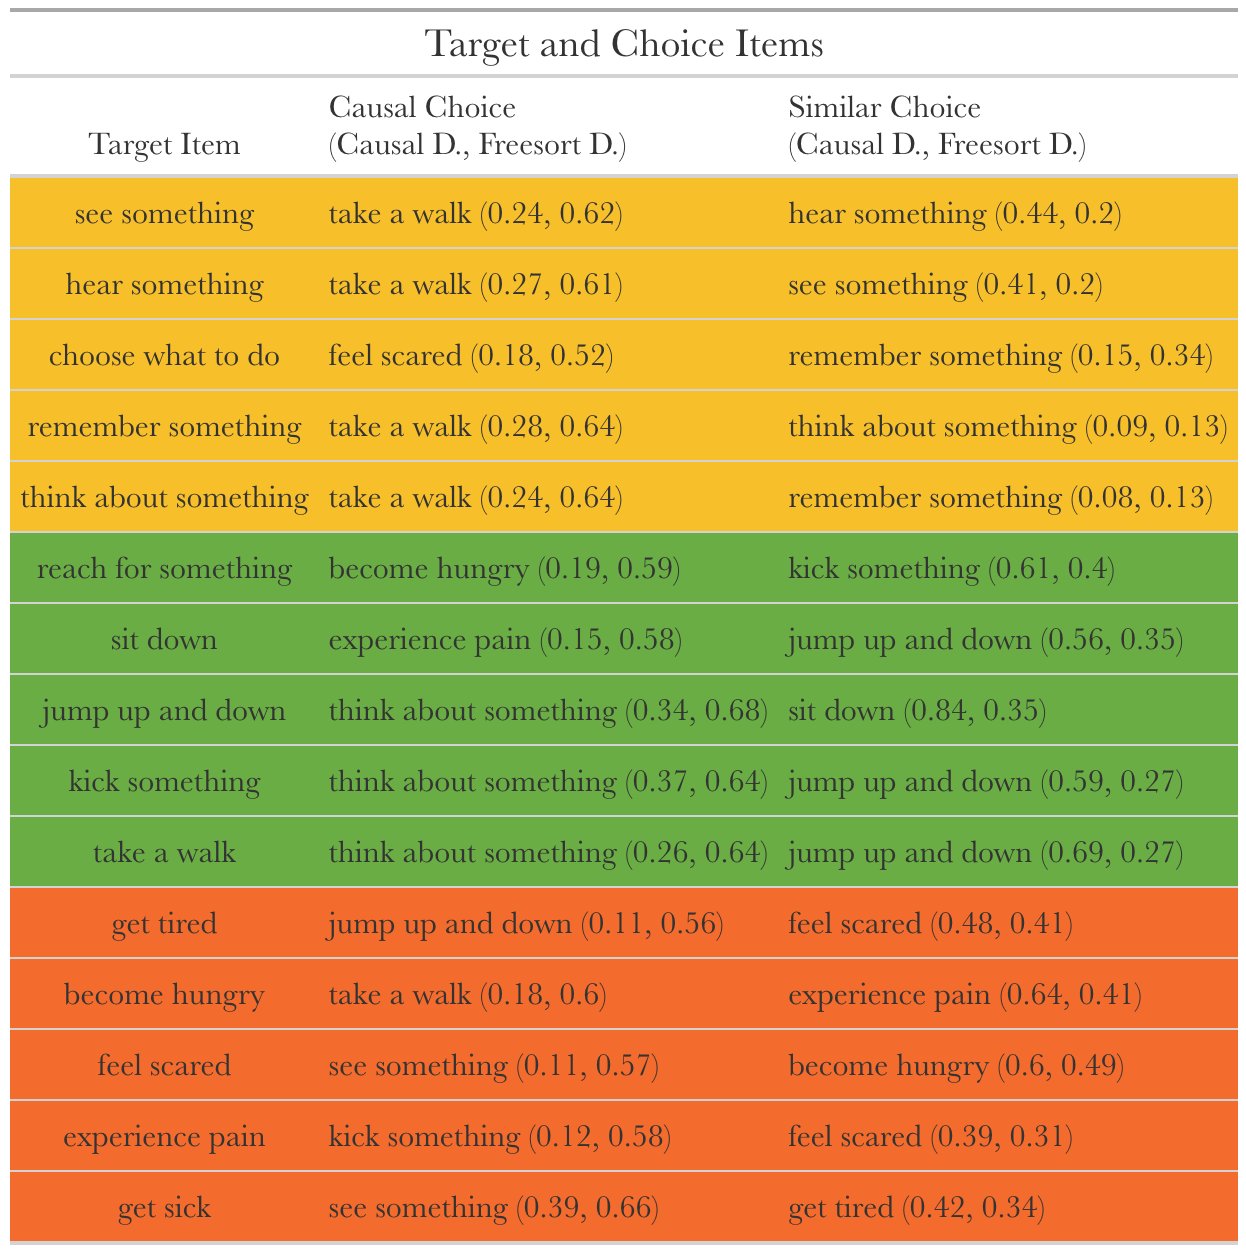 Target and Choice Items
Target Item Causal Choice (Causal D., Freesort D.) Similar Choice (Causal D., Freesort D.)
see something take a walk (0.24, 0.62) hear something (0.44, 0.2)
hear something take a walk (0.27, 0.61) see something (0.41, 0.2)
choose what to do feel scared (0.18, 0.52) remember something (0.15, 0.34)
remember something take a walk (0.28, 0.64) think about something (0.09, 0.13)
think about something take a walk (0.24, 0.64) remember something (0.08, 0.13)
reach for something become hungry (0.19, 0.59) kick something (0.61, 0.4)
sit down experience pain (0.15, 0.58) jump up and down (0.56, 0.35)
jump up and down think about something (0.34, 0.68) sit down (0.84, 0.35)
kick something think about something (0.37, 0.64) jump up and down (0.59, 0.27)
take a walk think about something (0.26, 0.64) jump up and down (0.69, 0.27)
get tired jump up and down (0.11, 0.56) feel scared (0.48, 0.41)
become hungry take a walk (0.18, 0.6) experience pain (0.64, 0.41)
feel scared see something (0.11, 0.57) become hungry (0.6, 0.49)
experience pain kick something (0.12, 0.58) feel scared (0.39, 0.31)
get sick see something (0.39, 0.66) get tired (0.42, 0.34)